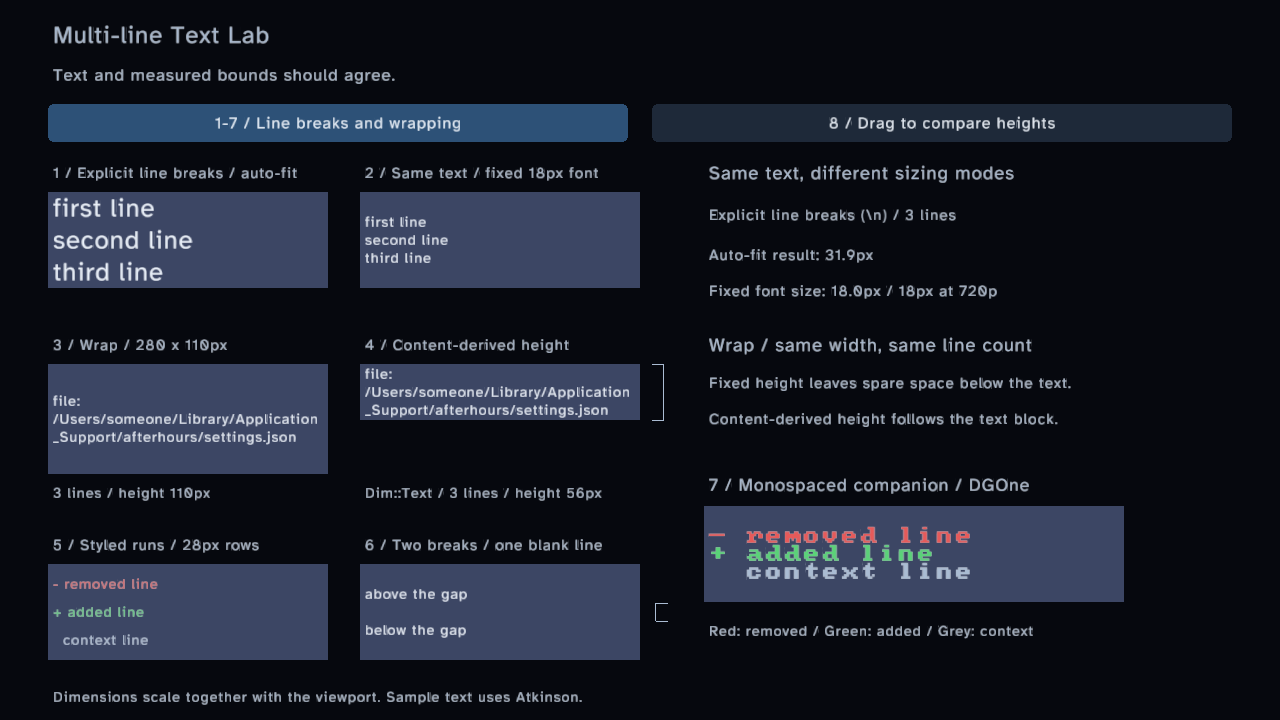 Multi-line Text Lab
Text and measured bounds should agree.
1-7 / Line breaks and wrapping
8 / Drag to compare heights
1 / Explicit line breaks / auto-fit
first line
second line
third line
2 / Same text / fixed 18px font
first line
second line
third line
3 / Wrap / 280 x 110px
file:
/Users/someone/Library/Application
_Support/afterhours/settings.json
3 lines / height 110px
4 / Content-derived height
file:
/Users/someone/Library/Application
_Support/afterhours/settings.json
Dim::Text / 3 lines / height 56px
5 / Styled runs / 28px rows
- removed line
+ added line
context line
6 / Two breaks / one blank line
above the gap
below the gap
Same text, different sizing modes
Explicit line breaks (\n) / 3 lines
Auto-fit result: 31.9px
Fixed font size: 18.0px / 18px at 720p
Wrap / same width, same line count
Fixed height leaves spare space below the text.
Content-derived height follows the text block.
7 / Monospaced companion / DGOne
- removed line
+ added line
context line
Red: removed / Green: added / Grey: context
Dimensions scale together with the viewport. Sample text uses Atkinson.